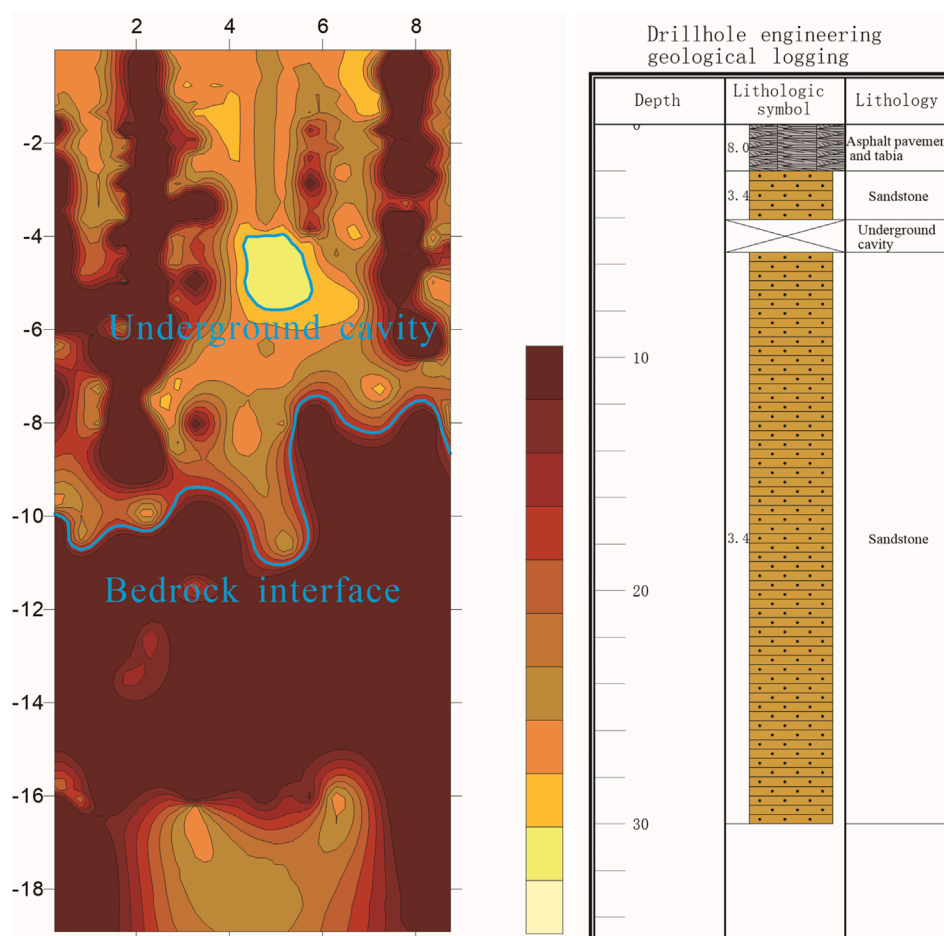 2 4 6 8
-2
-4
-6
-8
-10
-12
-14
-16
-18
Underground cavity
Bedrock interface
Drillhole engineering
geological logging
Depth
Lithologic
symbol
Lithology
0
10
20
30
8.0
Asphalt pavemen
and tabia
3.4
Sandstone
Underground
cavity
3.4
Sandstone